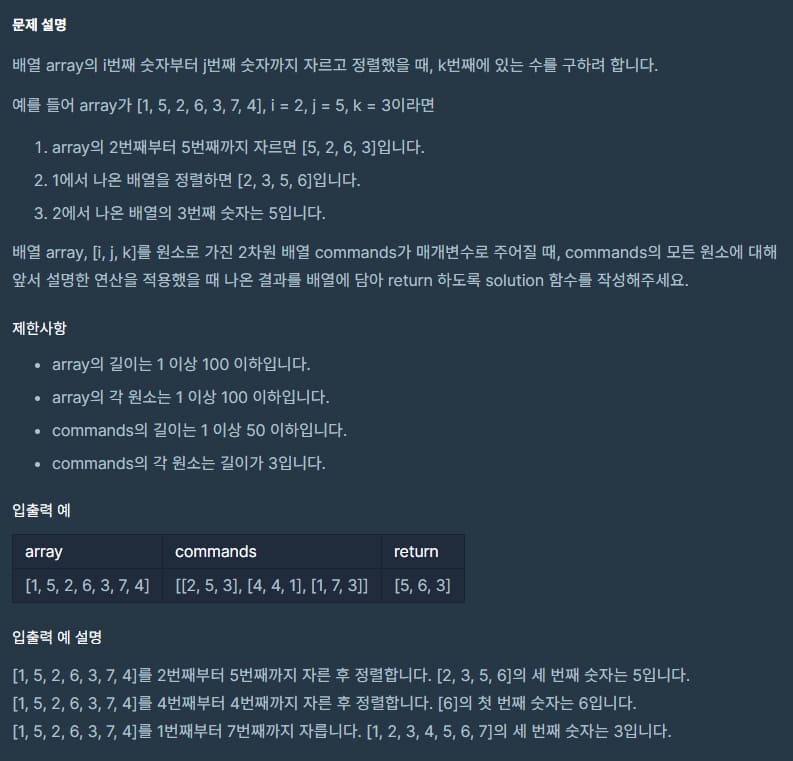 문제 설명
배열 array의 i번째 숫자부터 j번째 숫자까지 자르고 정렬했을 때, k번째에 있는 수를 구하려 합니다.
예를 들어 array가 [1, 5, 2, 6, 3, 7, 4], i = 2, j = 5, k = 3이라면
1. array의 2번째부터 5번째까지 자르면 [5, 2, 6, 3]입니다.
2. 1에서 나온 배열을 정렬하면 [2, 3, 5, 6]입니다.
3. 2에서 나온 배열의 3번째 숫자는 5입니다.
배열 array, [i, j, k]를 원소로 가진 2차원 배열 commands가 매개변수로 주어질 때, commands의 모든 원소에 대해
앞서 설명한 연산을 적용했을 때 나온 결과를 배열에 담아 return 하도록 solution 함수를 작성해주세요.
제한사항
• array의 길이는 1 이상 100 이하입니다.
• array의 각 원소는 1 이상 100 이하입니다.
• commands의 길이는 1 이상 50 이하입니다.
• commands의 각 원소는 길이가 3입니다.
입출력 예
array commands return
[1, 5, 2, 6, 3, 7, 4] [[2, 5, 3], [4, 4, 1], [1, 7, 3]] [5, 6, 3]
입출력 예 설명
[1, 5, 2, 6, 3, 7, 4]를 2번째부터 5번째까지 자른 후 정렬합니다. [2, 3, 5, 6]의 세 번째 숫자는 5입니다.
[1, 5, 2, 6, 3, 7, 4]를 4번째부터 4번째까지 자른 후 정렬합니다. [6]의 첫 번째 숫자는 6입니다.
[1, 5, 2, 6, 3, 7, 4]를 1번째부터 7번째까지 자릅니다. [1, 2, 3, 4, 5, 6, 7]의 세 번째 숫자는 3입니다.